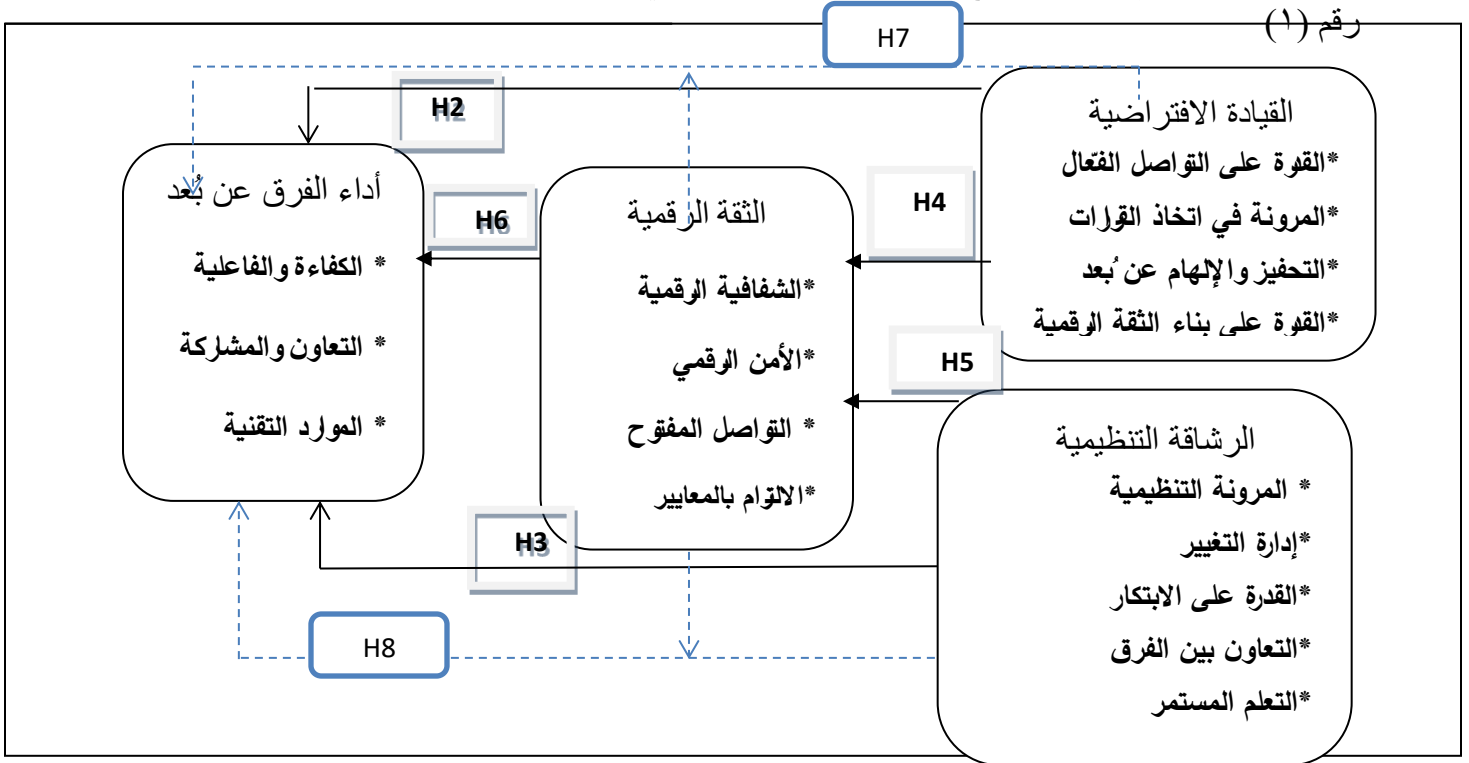 رقم (١)
H7
القيادة الافتراضية
*القدرة على التواصل الفعّال
*المرونة في اتخاذ القرارات
*التحفيز والإلهام عن بُعد
*القدرة على بناء الثقة الرقمية
H2
H4
H5
H6
H3
H8
الثقة الرقمية
*الشفافية الرقمية
*الأمن الرقمي
* التواصل المفتوح
*الالتزام بالمعايير
أداء الفرق عن بُعد
* الكفاءة والفاعلية
* التعاون والمشاركة
* الموارد التقنية
الرشاقة التنظيمية
* المرونة التنظيمية
*إدارة التغيير
*القدرة على الابتكار
*التعاون بين الفرق
*التعلم المستمر